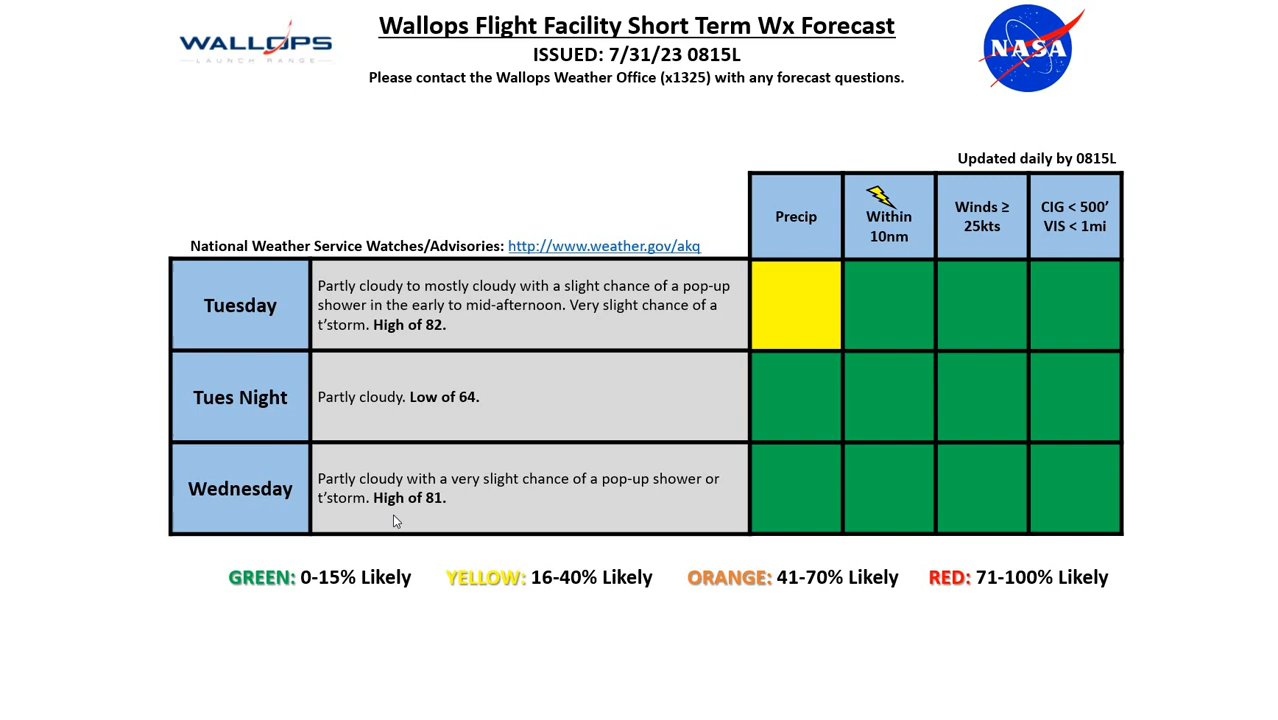 WALLOPS
LAUNCH RANGE
Wallops Flight Facility Short Term Wx Forecast
ISSUED: 7/31/23 0815L
Please contact the Wallops Weather Office (x1325) with any forecast questions.
NASA
Updated daily by 0815L
National Weather Service Watches/Advisories: http://www.weather.gov/akq
Precip
Within
10nm
Winds ≥
25kts
CIG < 500’
VIS < 1mi
Tuesday
Partly cloudy to mostly cloudy with a slight chance of a pop-up
shower in the early to mid-afternoon. Very slight chance of a
t’storm. High of 82.
Tues Night
Partly cloudy. Low of 64.
Wednesday
Partly cloudy with a very slight chance of a pop-up shower or
t’storm. High of 81.
GREEN: 0-15% Likely YELLOW: 16-40% Likely ORANGE: 41-70% Likely RED: 71-100% Likely